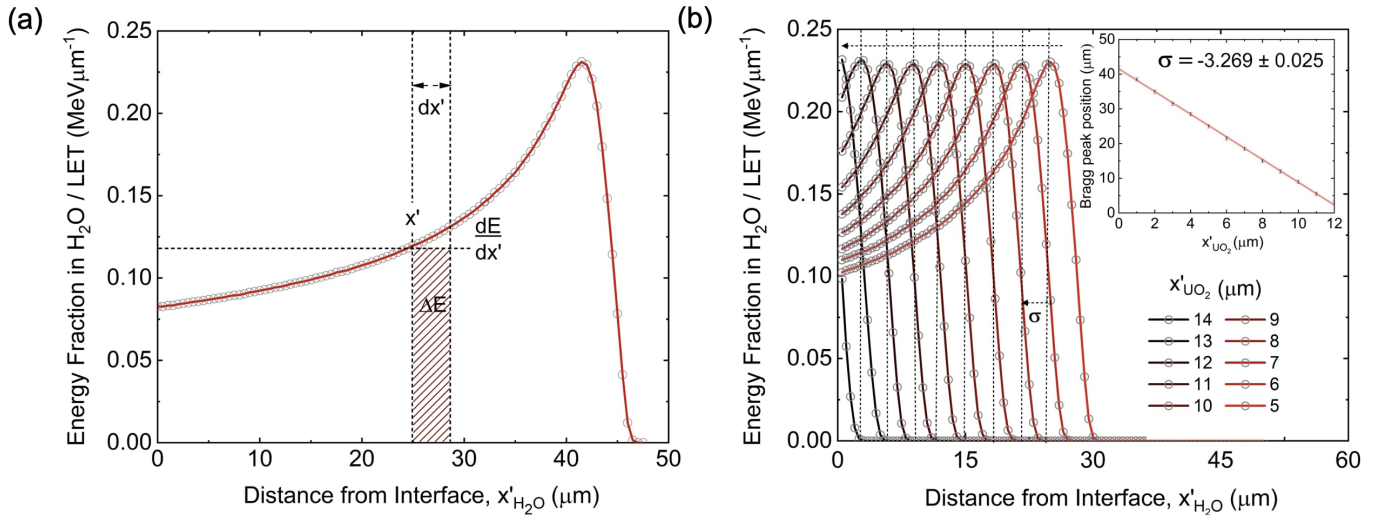 (a)
Energy Fraction in H₂O / LET (MeVμm⁻¹)
0.25
0.20
0.15
0.10
0.05
0.00
dx'
x'
dE
dx'
ΔE
0 10 20 30 40 50
Distance from Interface, x'H₂O (μm)
(b)
Energy Fraction in H₂O / LET (MeVμm⁻¹)
0.25
0.20
0.15
0.10
0.05
0.00
σ
0 15 30 45 60
Distance from Interface, x'H₂O (μm)
Bragg peak position (μm)
50
40
30
20
10
0
σ = -3.269 ± 0.025
0 2 4 6 8 10 12
x'UO₂(μm)
x'UO₂ (μm)
14 9
13 8
12 7
11 6
10 5